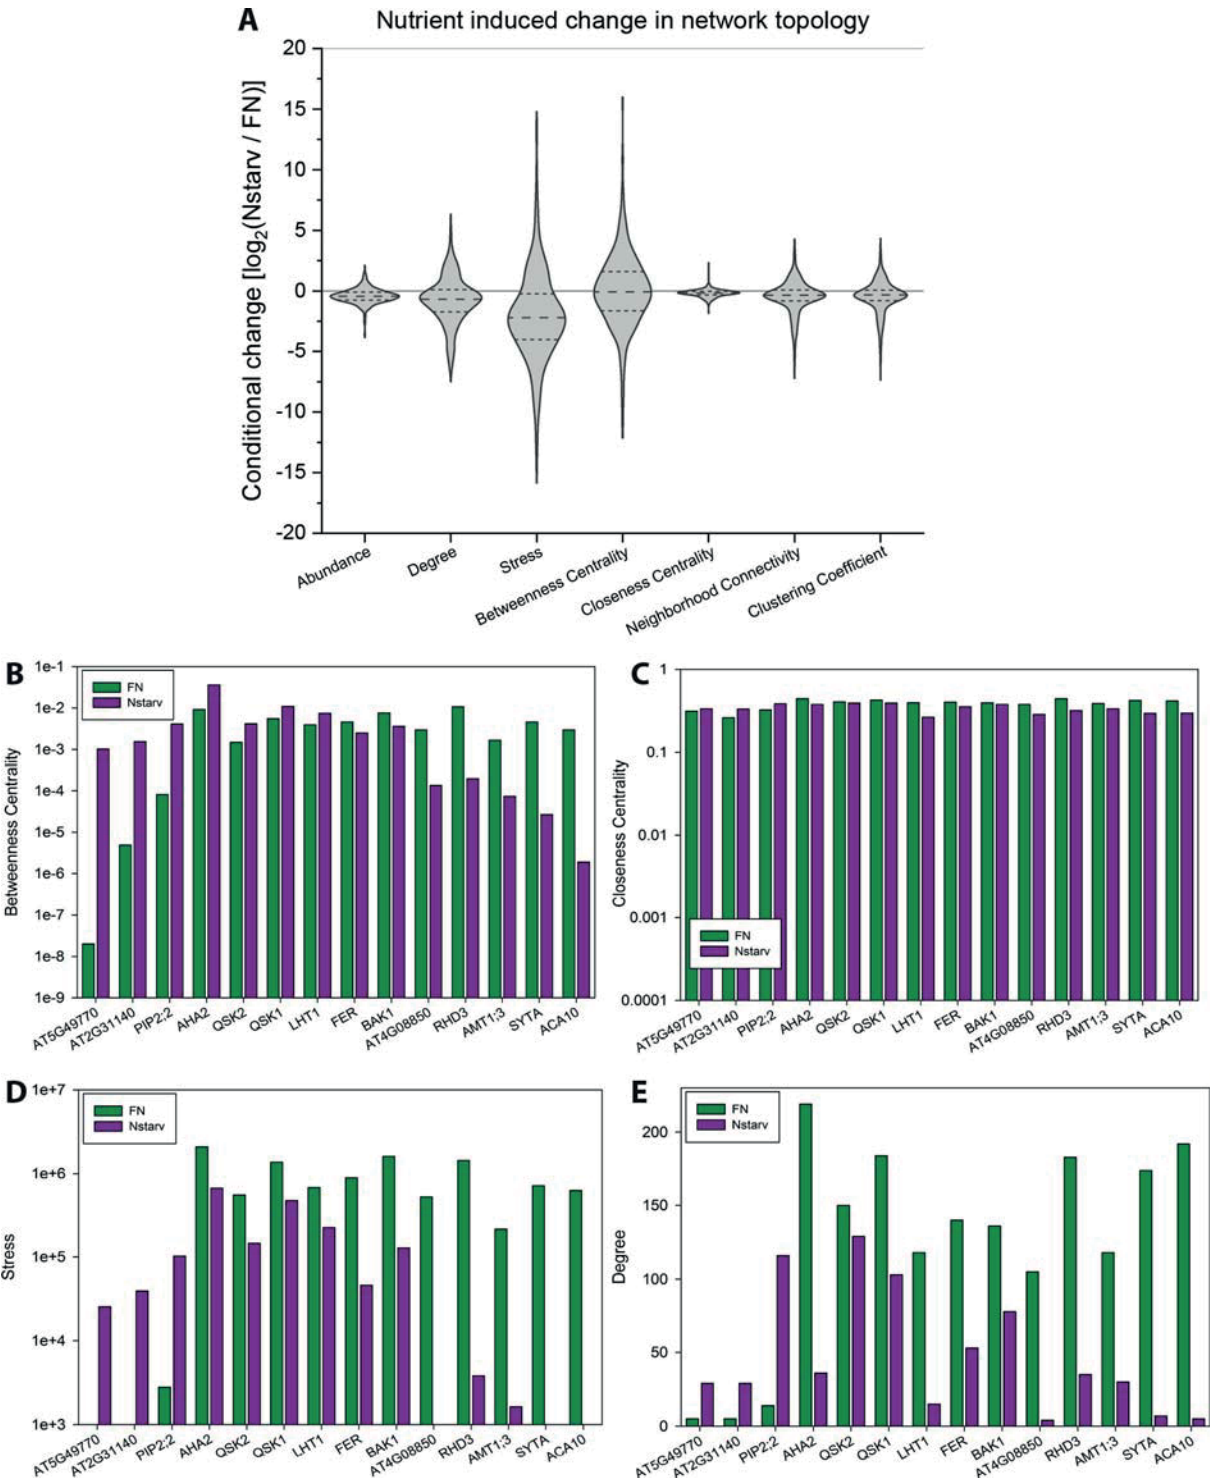 A
Nutrient induced change in network topology
Conditional change [log2(Nstarv / FN)]
20
15
10
5
0
-5
-10
-15
-20
Abundance
Degree
Stress
Betweenness Centrality
Closeness Centrality
Neighborhood Connectivity
Clustering Coefficient
B
Betweenness Centrality
1e-1
1e-2
1e-3
1e-4
1e-5
1e-6
1e-7
1e-8
1e-9
FN
Nstarv
AT5G49770
AT2G31140
PIP2;2
AHA2
QSK2
QSK1
LHT1
FER
BAK1
AT4G08850
RHD3
AMT1;3
SYTA
ACA10
C
Closeness Centrality
1
0.1
0.01
0.001
0.0001
FN
Nstarv
AT5G49770
AT2G31140
PIP2;2
AHA2
QSK2
QSK1
LHT1
FER
BAK1
AT4G08850
RHD3
AMT1;3
SYTA
ACA10
D
Stress
1e+7
1e+6
1e+5
1e+4
1e+3
FN
Nstarv
AT5G49770
AT2G31140
PIP2;2
AHA2
QSK2
QSK1
LHT1
FER
BAK1
AT4G08850
RHD3
AMT1;3
SYTA
ACA10
E
Degree
200
150
100
50
0
FN
Nstarv
AT5G49770
AT2G31140
PIP2;2
AHA2
QSK2
QSK1
LHT1
FER
BAK1
AT4G08850
RHD3
AMT1;3
SYTA
ACA10